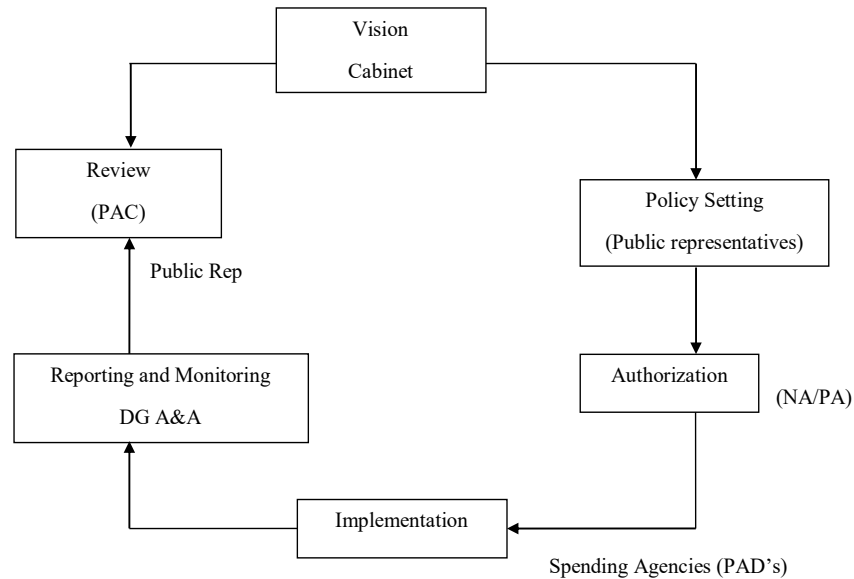 Vision
Cabinet
Review
(PAC)
Policy Setting
(Public representatives)
Public Rep
Reporting and Monitoring
DG A&A
Authorization
(NA/PA)
Implementation
Spending Agencies (PAD's)